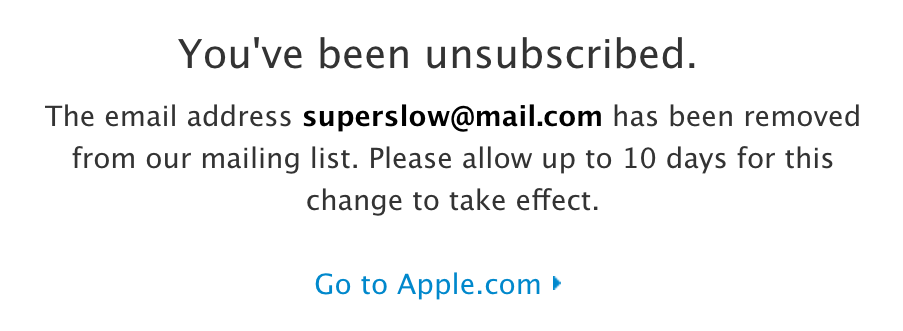 You've been unsubscribed.
The email address superslow@mail.com has been removed
from our mailing list. Please allow up to 10 days for this
change to take effect.
Go to Apple.com